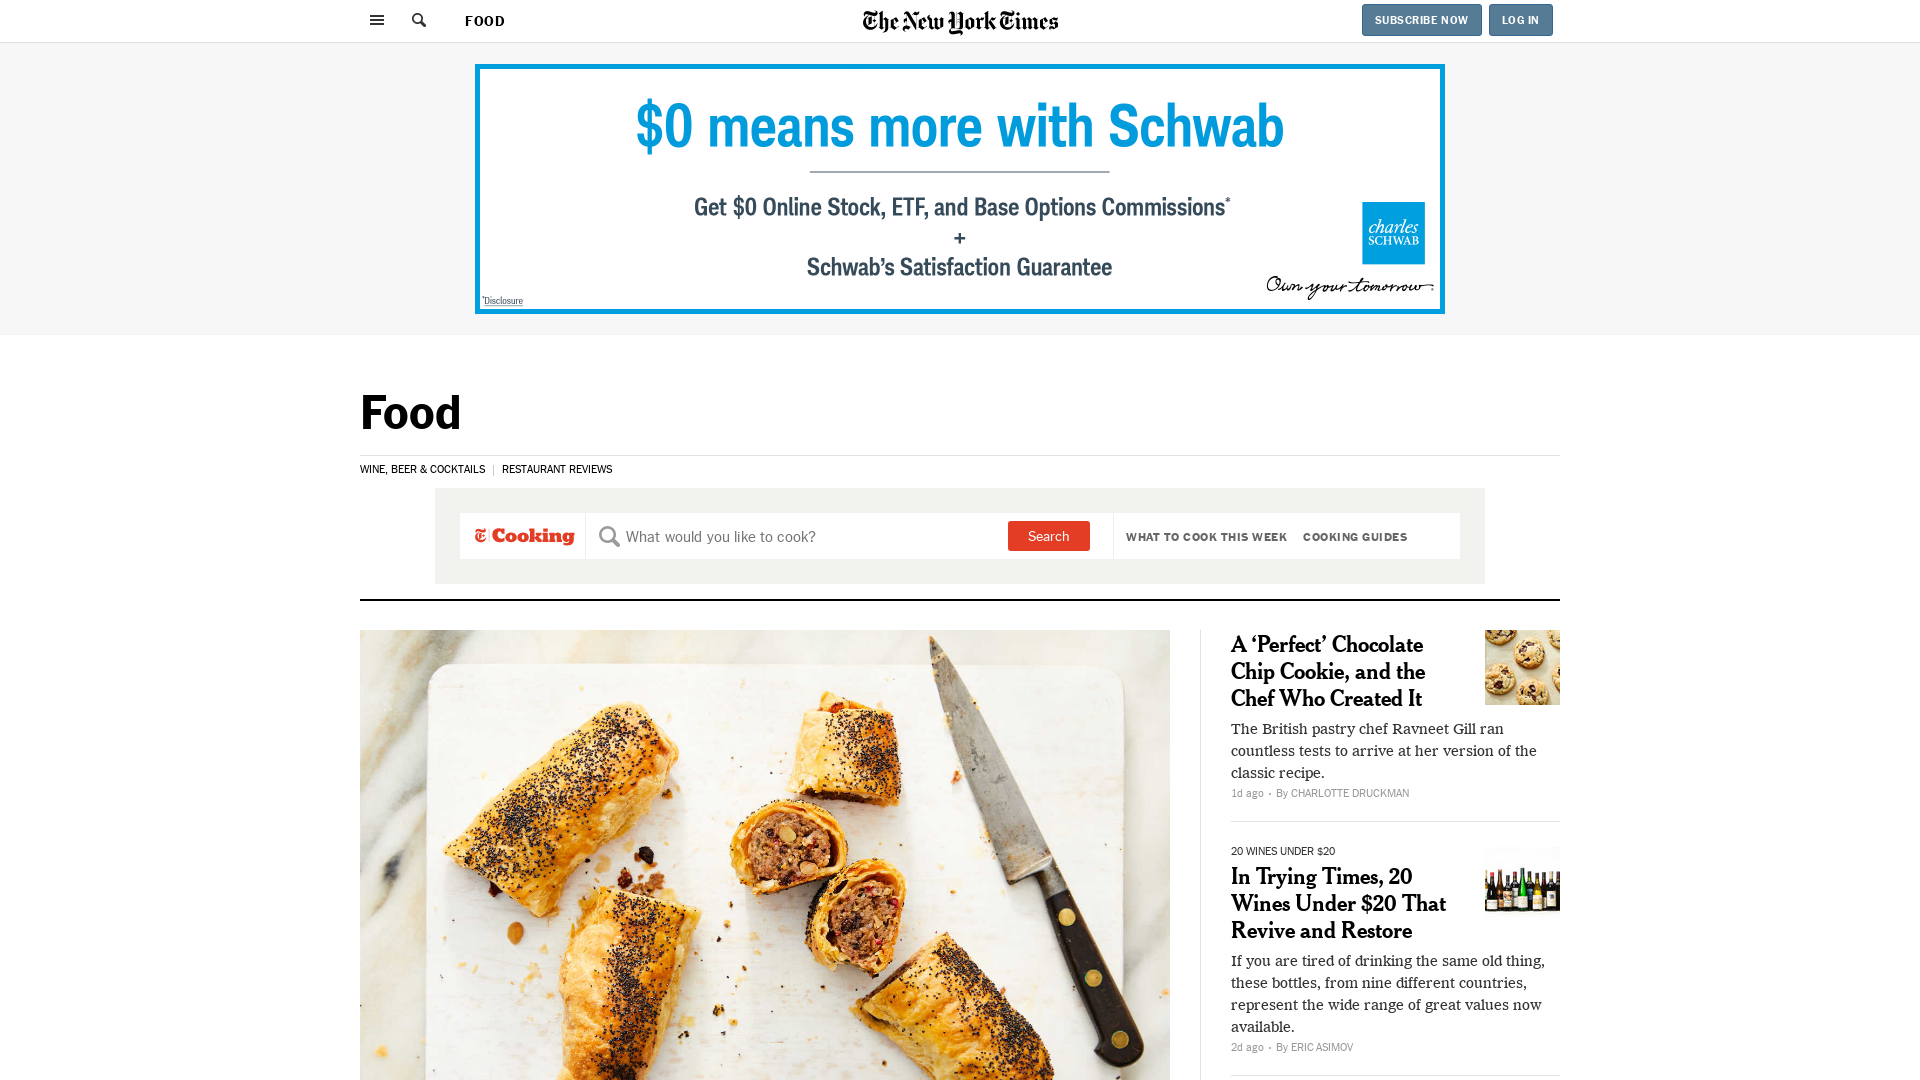 FOOD
The New York Times
SUBSCRIBE NOW
LOG IN
$0 means more with Schwab
Get $0 Online Stock, ETF, and Base Options Commissions*
+
Schwab's Satisfaction Guarantee
charles
SCHWAB
Own your tomorrow
*Disclosure
Food
WINE, BEER & COCKTAILS | RESTAURANT REVIEWS
Cooking
What would you like to cook?
Search
WHAT TO COOK THIS WEEK
COOKING GUIDES
A ‘Perfect’ Chocolate
Chip Cookie, and the
Chef Who Created It
The British pastry chef Ravneet Gill ran
countless tests to arrive at her version of the
classic recipe.
1d ago • By CHARLOTTE DRUCKMAN
20 WINES UNDER $20
In Trying Times, 20
Wines Under $20 That
Revive and Restore
If you are tired of drinking the same old thing,
these bottles, from nine different countries,
represent the wide range of great values now
available.
2d ago • By ERIC ASIMOV